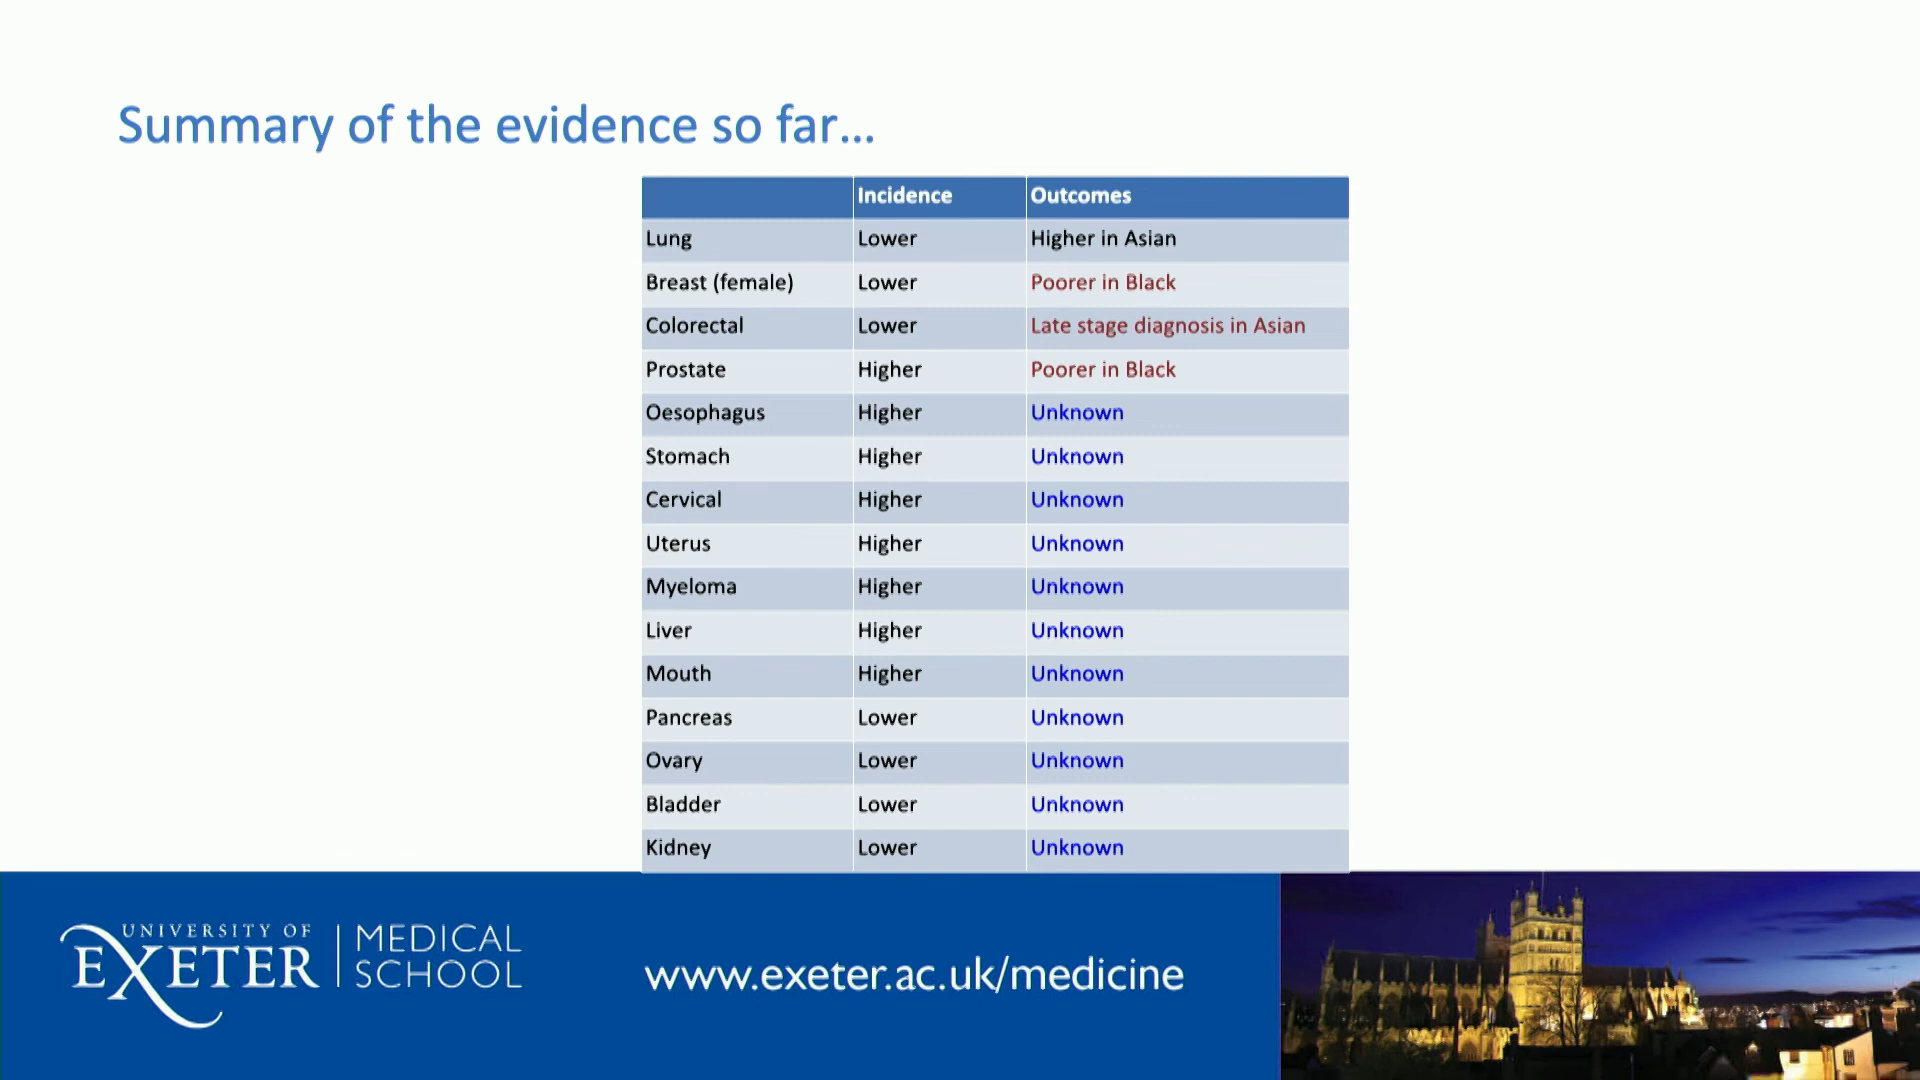 Summary of the evidence so far...
Incidence Outcomes
Lung Lower Higher in Asian
Breast (female) Lower Poorer in Black
Colorectal Lower Late stage diagnosis in Asian
Prostate Higher Poorer in Black
Oesophagus Higher Unknown
Stomach Higher Unknown
Cervical Higher Unknown
Uterus Higher Unknown
Myeloma Higher Unknown
Liver Higher Unknown
Mouth Higher Unknown
Pancreas Lower Unknown
Ovary Lower Unknown
Bladder Lower Unknown
Kidney Lower Unknown
UNIVERSITY OF
EXETER
MEDICAL
SCHOOL
www.exeter.ac.uk/medicine